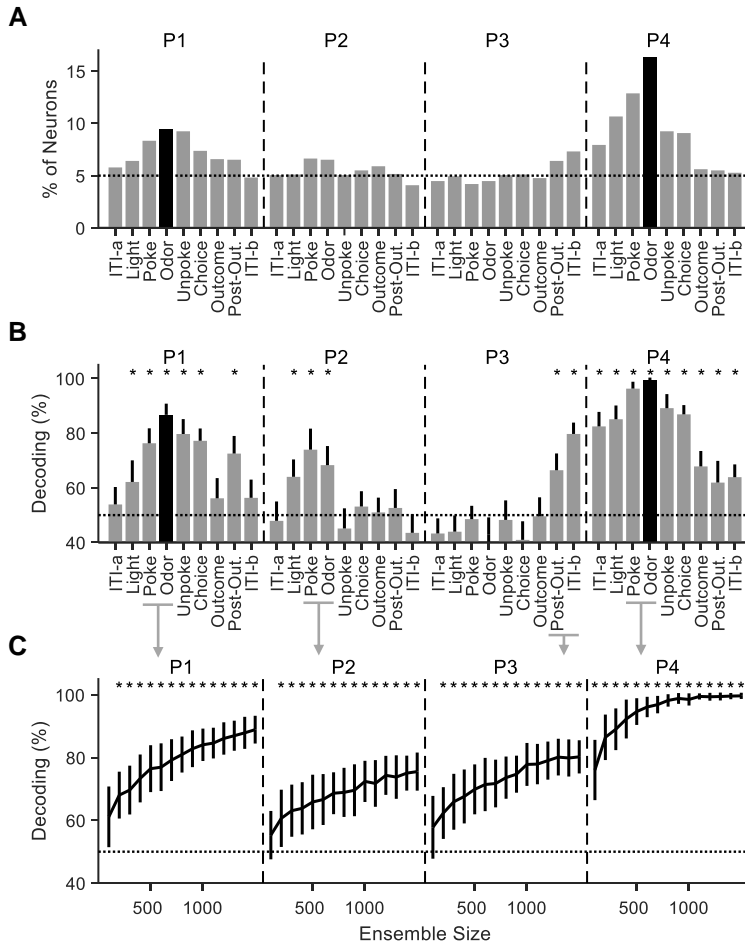 A
P1 P2 P3 P4
% of Neurons
15
10
5
0
ITI-a Light Poke Odor Unpoke Choice Outcome Post-Out. ITI-b ITI-a Light Poke Odor Unpoke Choice Outcome Post-Out. ITI-b ITI-a Light Poke Odor Unpoke Choice Outcome Post-Out. ITI-b ITI-a Light Poke Odor Unpoke Choice Outcome Post-Out. ITI-b
B
P1 P2 P3 P4
* * * * * * * * * * * * * * * * * * * *
Decoding (%)
100
80
60
40
ITI-a Light Poke Odor Unpoke Choice Outcome Post-Out. ITI-b ITI-a Light Poke Odor Unpoke Choice Outcome Post-Out. ITI-b ITI-a Light Poke Odor Unpoke Choice Outcome Post-Out. ITI-b ITI-a Light Poke Odor Unpoke Choice Outcome Post-Out. ITI-b
C
P1 P2 P3 P4
Decoding (%)
100
80
60
40
500 1000 500 1000 500 1000 500 1000
Ensemble Size